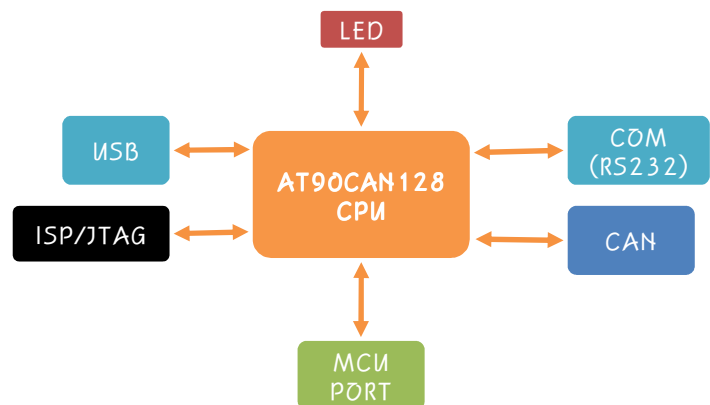 LED
USB
COM
(RS232)
AT90CAN128
CPU
ISP/JTAG
CAN
MCU
PORT